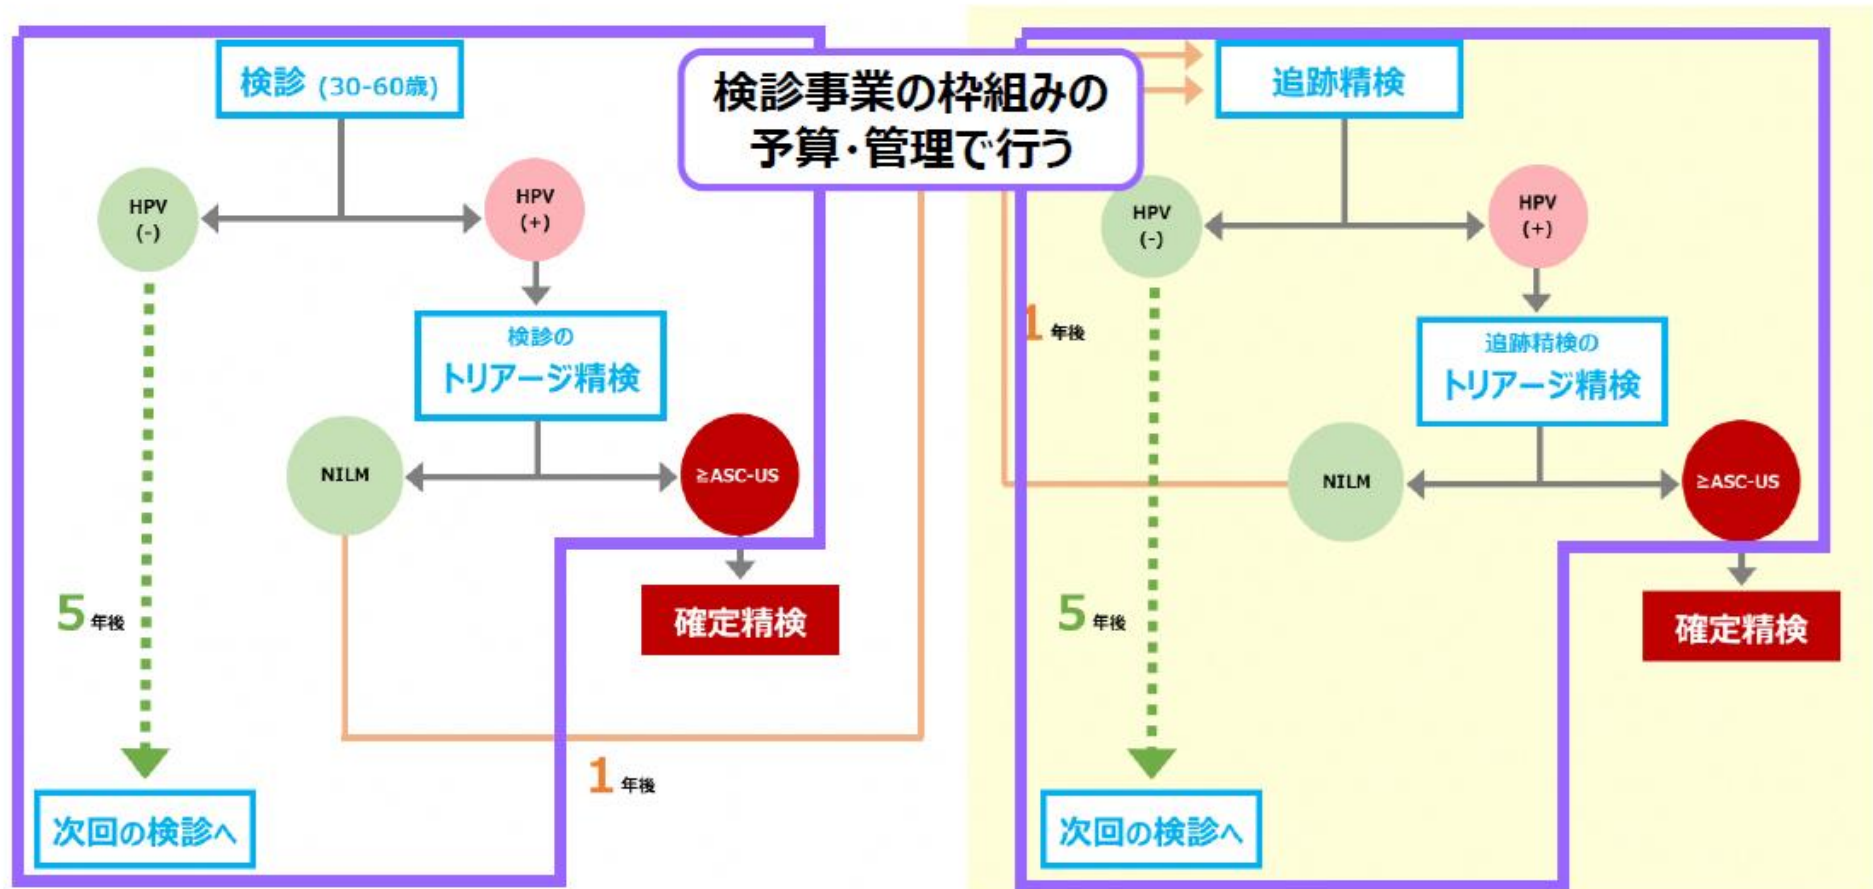 検診 (30-60歳)
HPV
(-)
HPV
(+)
検診の
トリアージ精検
NILM
≧ASC-US
確定精検
5 年後
1 年後
次回の検診へ
検診事業の枠組みの
予算・管理で行う
追跡精検
HPV
(-)
HPV
(+)
1 年後
追跡精検の
トリアージ精検
NILM
≧ASC-US
確定精検
5 年後
次回の検診へ